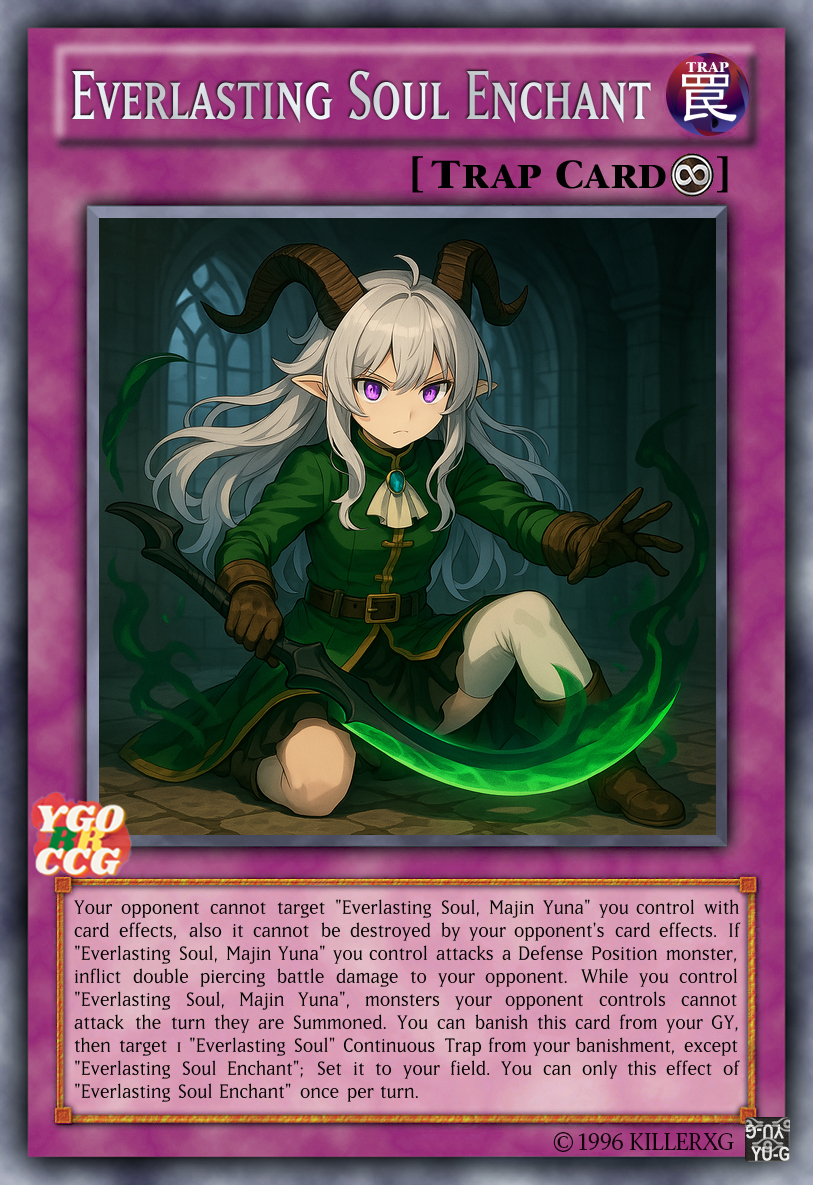 Everlasting Soul Enchant
TRAP
罠
[Trap Card∞]
YGO
RR
CCG
Your opponent cannot target "Everlasting Soul, Majin Yuna" you control with
card effects, also it cannot be destroyed by your opponent's card effects. If
"Everlasting Soul, Majin Yuna" you control attacks a Defense Position monster,
inflict double piercing battle damage to your opponent. While you control
"Everlasting Soul, Majin Yuna", monsters your opponent controls cannot
attack the turn they are Summoned. You can banish this card from your GY,
then target 1 "Everlasting Soul" Continuous Trap from your banishment, except
"Everlasting Soul Enchant"; Set it to your field. You can only this effect of
"Everlasting Soul Enchant" once per turn.
© 1996 KILLERXG
YU-G
YU-G